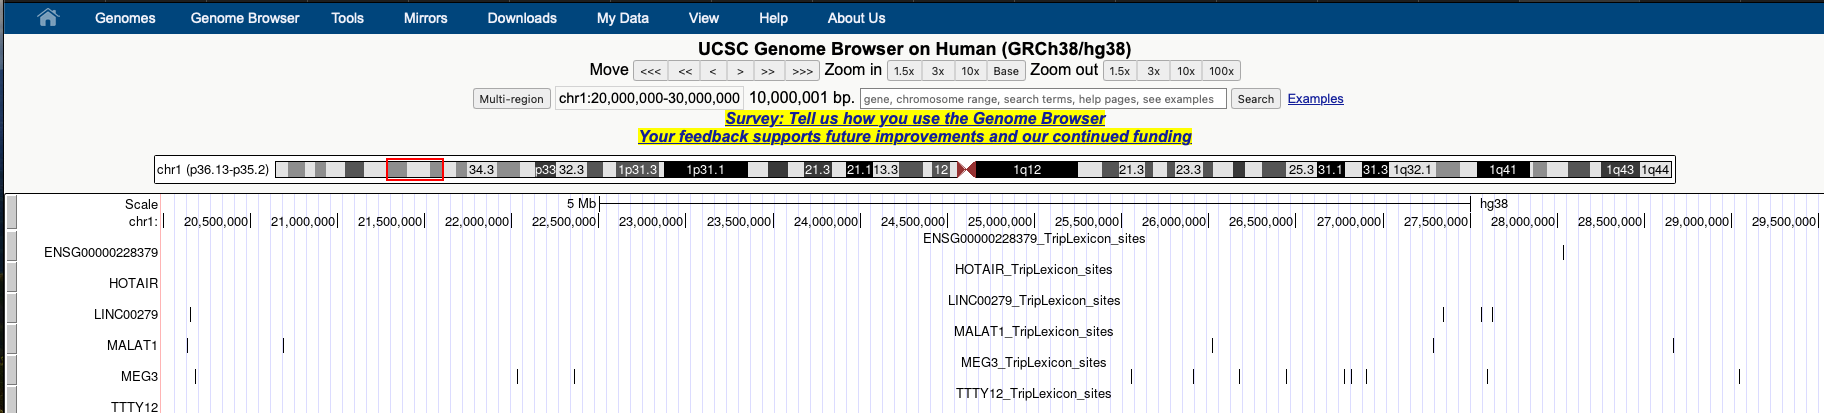 Genomes Genome Browser Tools Mirrors Downloads My Data View Help About Us
UCSC Genome Browser on Human (GRCh38/hg38)
Move <<< << < > >> >>> Zoom in 1.5x 3x 10x Base Zoom out 1.5x 3x 10x 100x
Multi-region chr1:20,000,000-30,000,000 10,000,001 bp. gene, chromosome range, search terms, help pages, see examples Search Examples
Survey: Tell us how you use the Genome Browser
Your feedback supports future improvements and our continued funding
chr1 (p36.13-p35.2) 34.3 p33 32.3 1p31.3 1p31.1 21.3 21.1 13.3 12 1q12 21.3 23.3 25.3 31.1 31.3 1q32.1 1q41 1q43 1q44
Scale 5 Mb hg38
chr1: 20,500,000 21,000,000 21,500,000 22,000,000 22,500,000 23,000,000 23,500,000 24,000,000 24,500,000 25,000,000 25,500,000 26,000,000 26,500,000 27,000,000 27,500,000 28,000,000 28,500,000 29,000,000 29,500,000
ENSG00000228379_TripLexicon_sites
ENSG00000228379
HOTAIR_TripLexicon_sites
HOTAIR
LINC00279_TripLexicon_sites
LINC00279
MALAT1_TripLexicon_sites
MALAT1
MEG3_TripLexicon_sites
MEG3
TTTY12_TripLexicon_sites
TTTY12